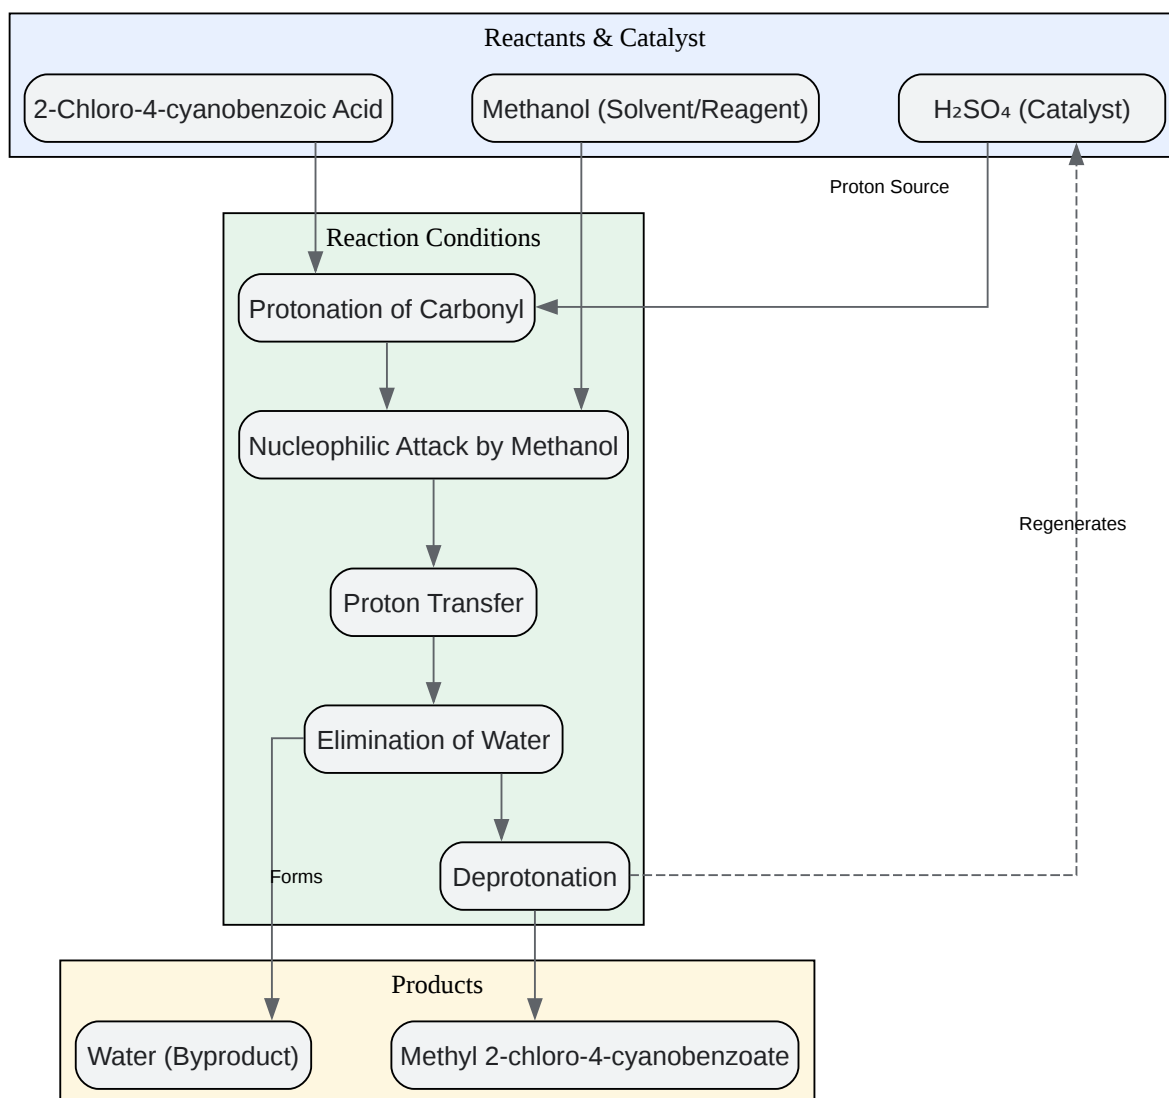 Reactants & Catalyst
2-Chloro-4-cyanobenzoic Acid
Methanol (Solvent/Reagent)
H₂SO₄ (Catalyst)
Proton Source
Reaction Conditions
Protonation of Carbonyl
Nucleophilic Attack by Methanol
Regenerates
Proton Transfer
Elimination of Water
Forms
Deprotonation
Products
Water (Byproduct)
Methyl 2-chloro-4-cyanobenzoate